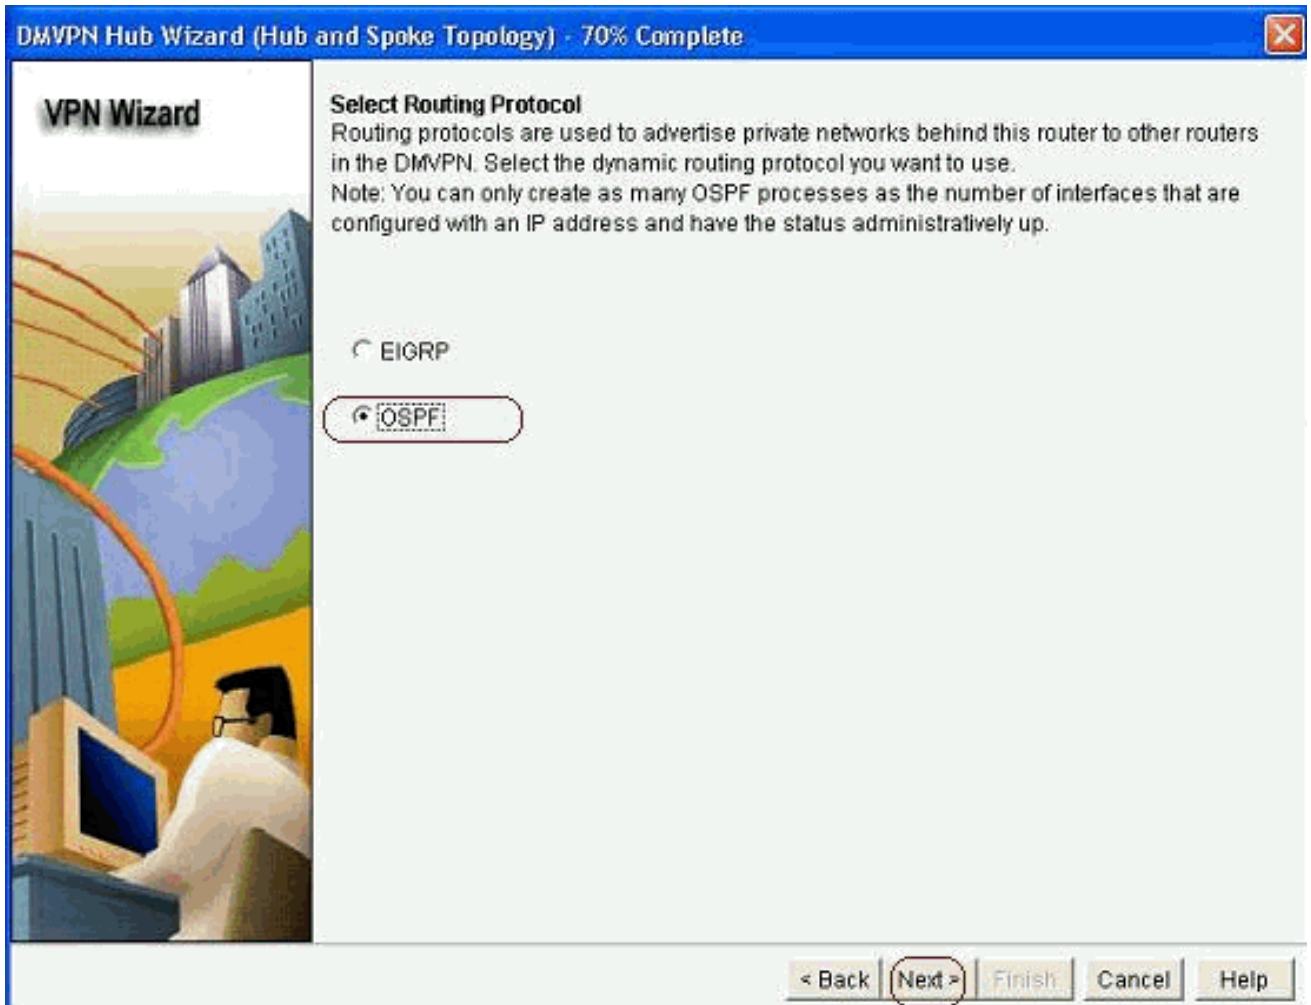 DMVPN Hub Wizard (Hub and Spoke Topology) - 70% Complete
VPN Wizard
Select Routing Protocol
Routing protocols are used to advertise private networks behind this router to other routers
in the DMVPN. Select the dynamic routing protocol you want to use.
Note: You can only create as many OSPF processes as the number of interfaces that are
configured with an IP address and have the status administratively up.
EIGRP
OSPF
< Back Next > Finish Cancel Help